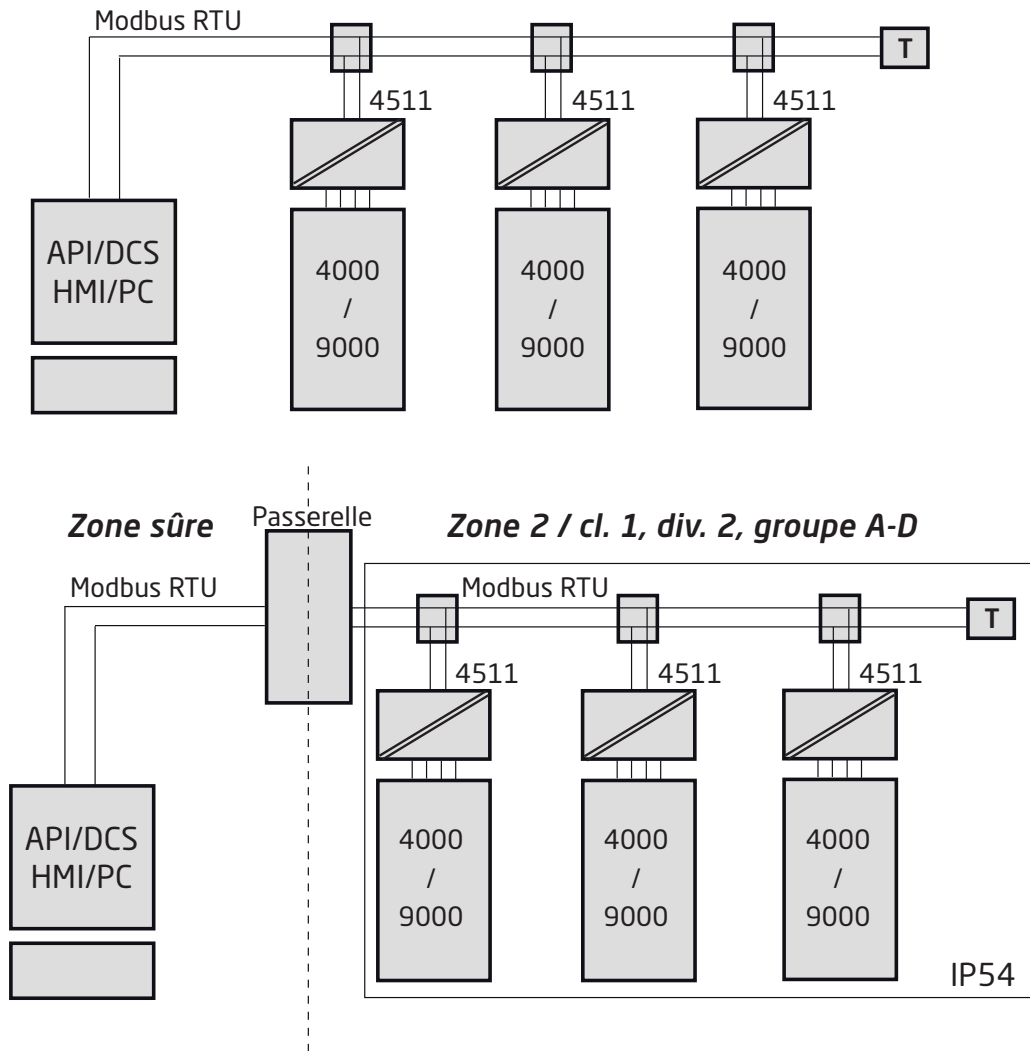 Modbus RTU
T
4511 4511 4511
API/DCS
HMI/PC
4000
/
9000
4000
/
9000
4000
/
9000
Zone sûre
Passerelle
Zone 2 / cl. 1, div. 2, groupe A-D
Modbus RTU
Modbus RTU
T
4511 4511 4511
API/DCS
HMI/PC
4000
/
9000
4000
/
9000
4000
/
9000
IP54